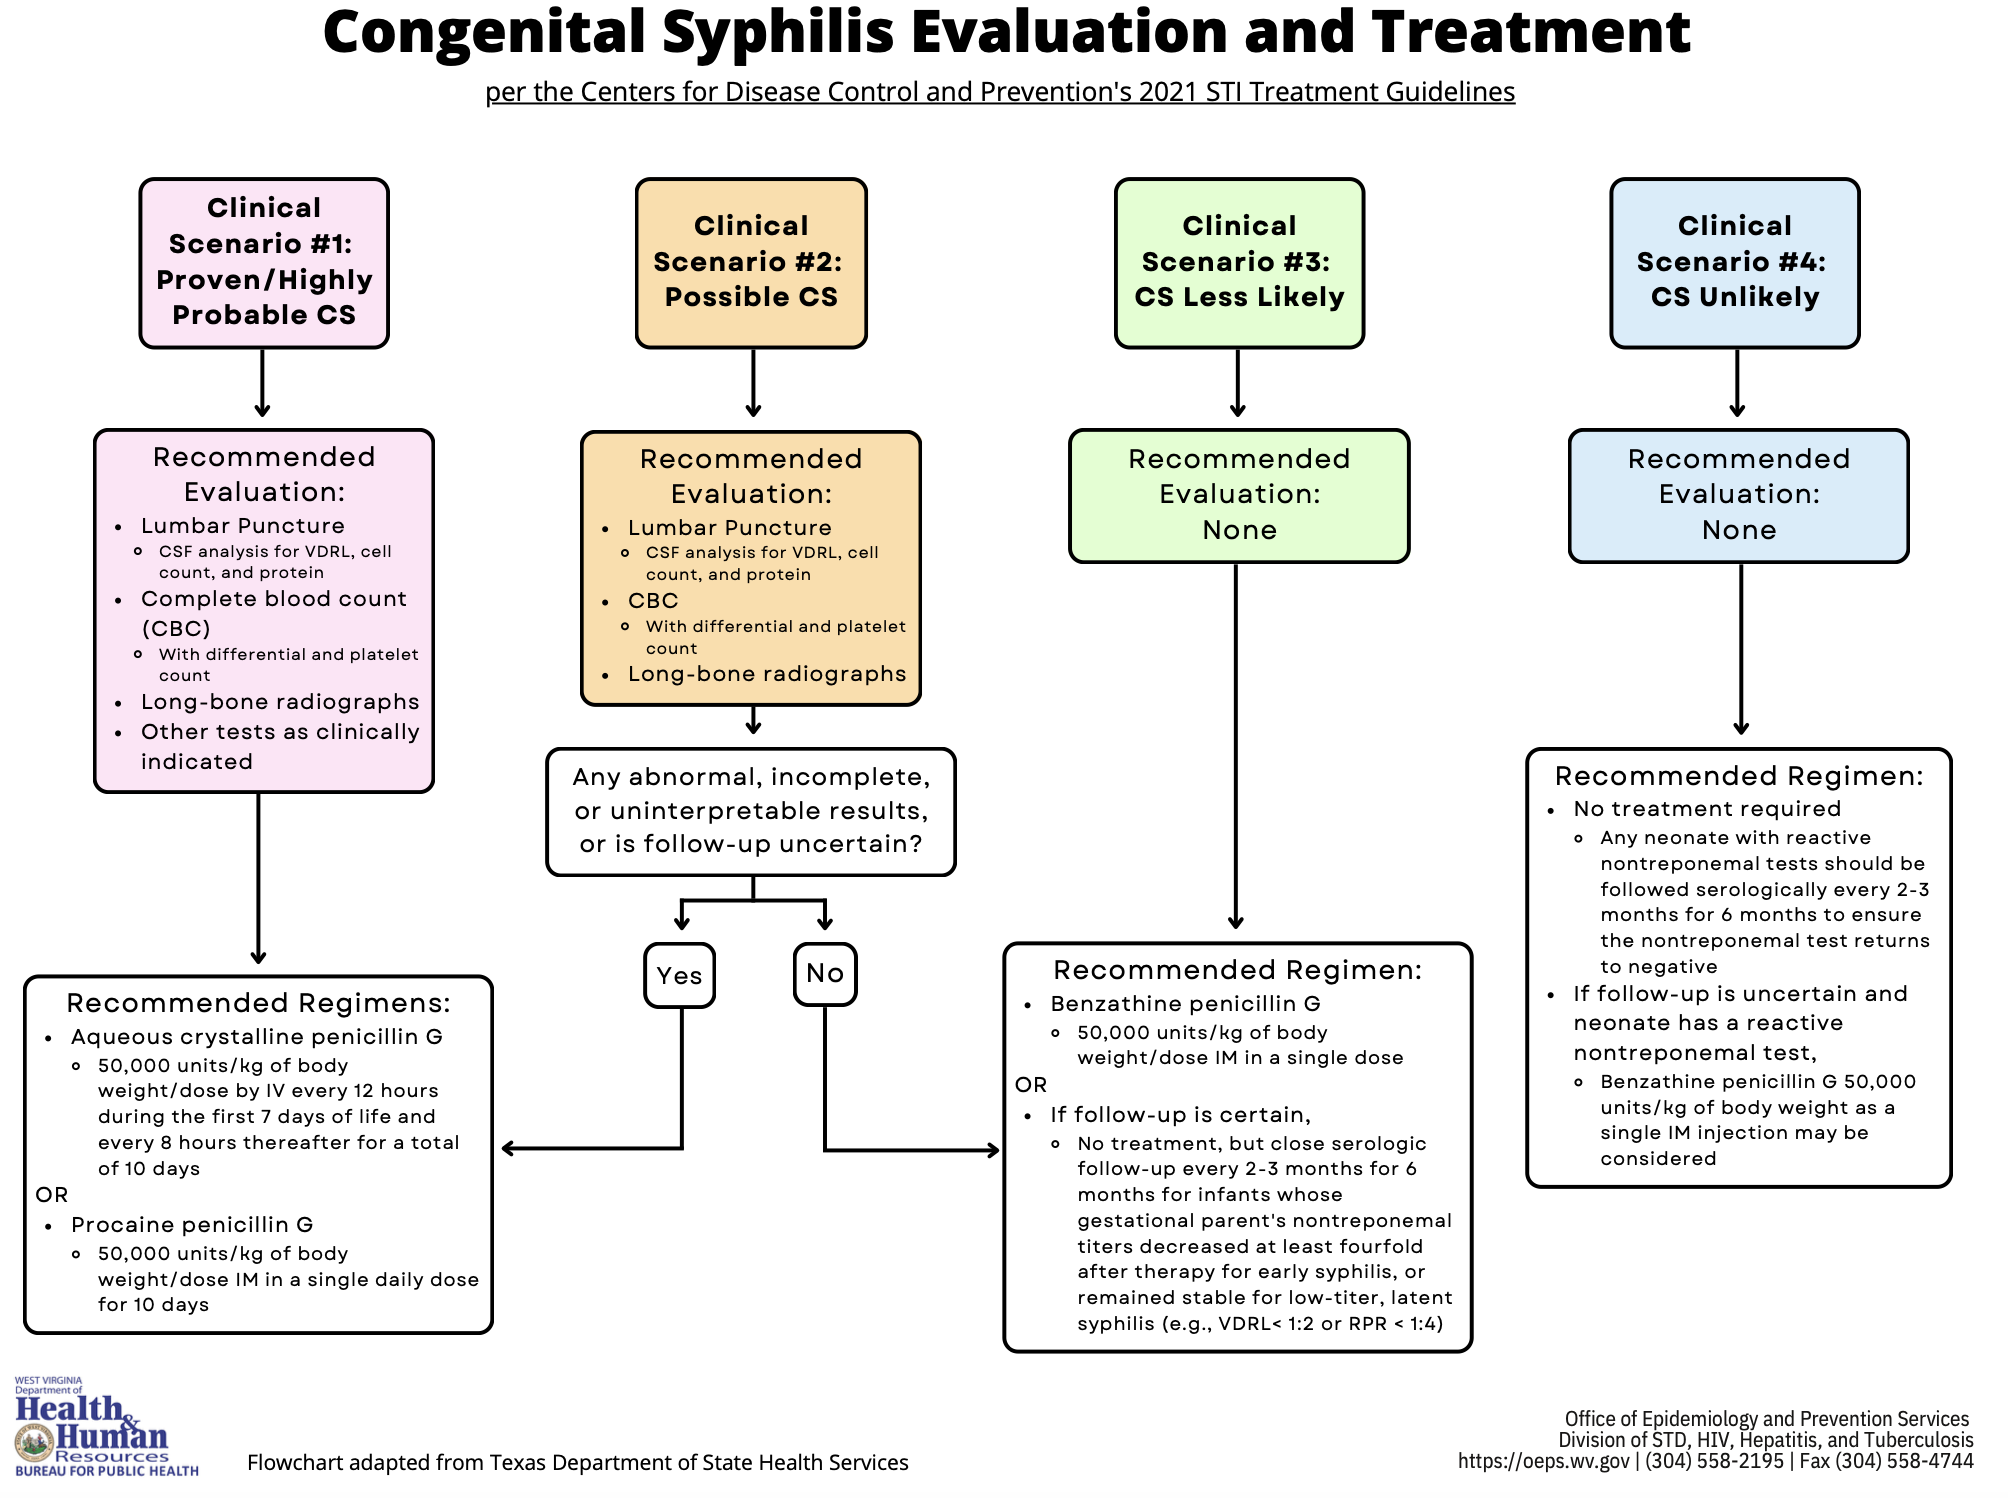 Congenital Syphilis Evaluation and Treatment
per the Centers for Disease Control and Prevention's 2021 STI Treatment Guidelines
Clinical
Scenario #1:
Proven/Highly
Probable CS
Recommended
Evaluation:
• Lumbar Puncture
◦ CSF analysis for VDRL, cell
count, and protein
• Complete blood count
(CBC)
◦ With differential and platelet
count
• Long-bone radiographs
• Other tests as clinically
indicated
Recommended Regimens:
• Aqueous crystalline penicillin G
◦ 50,000 units/kg of body
weight/dose by IV every 12 hours
during the first 7 days of life and
every 8 hours thereafter for a total
of 10 days
OR
• Procaine penicillin G
◦ 50,000 units/kg of body
weight/dose IM in a single daily dose
for 10 days
Clinical
Scenario #2:
Possible CS
Recommended
Evaluation:
• Lumbar Puncture
◦ CSF analysis for VDRL, cell
count, and protein
• CBC
◦ With differential and platelet
count
• Long-bone radiographs
Any abnormal, incomplete,
or uninterpretable results,
or is follow-up uncertain?
Yes
No
Clinical
Scenario #3:
CS Less Likely
Recommended
Evaluation:
None
Recommended Regimen:
• Benzathine penicillin G
◦ 50,000 units/kg of body
weight/dose IM in a single dose
OR
• If follow-up is certain,
◦ No treatment, but close serologic
follow-up every 2-3 months for 6
months for infants whose
gestational parent's nontreponemal
titers decreased at least fourfold
after therapy for early syphilis, or
remained stable for low-titer, latent
syphilis (e.g., VDRL< 1:2 or RPR < 1:4)
Clinical
Scenario #4:
CS Unlikely
Recommended
Evaluation:
None
Recommended Regimen:
• No treatment required
◦ Any neonate with reactive
nontreponemal tests should be
followed serologically every 2-3
months for 6 months to ensure
the nontreponemal test returns
to negative
• If follow-up is uncertain and
neonate has a reactive
nontreponemal test,
◦ Benzathine penicillin G 50,000
units/kg of body weight as a
single IM injection may be
considered
WEST VIRGINIA
Department of
Health
&
Human
Resources
BUREAU FOR PUBLIC HEALTH
Flowchart adapted from Texas Department of State Health Services
Office of Epidemiology and Prevention Services
Division of STD, HIV, Hepatitis, and Tuberculosis
https://oeps.wv.gov | (304) 558-2195 | Fax (304) 558-4744